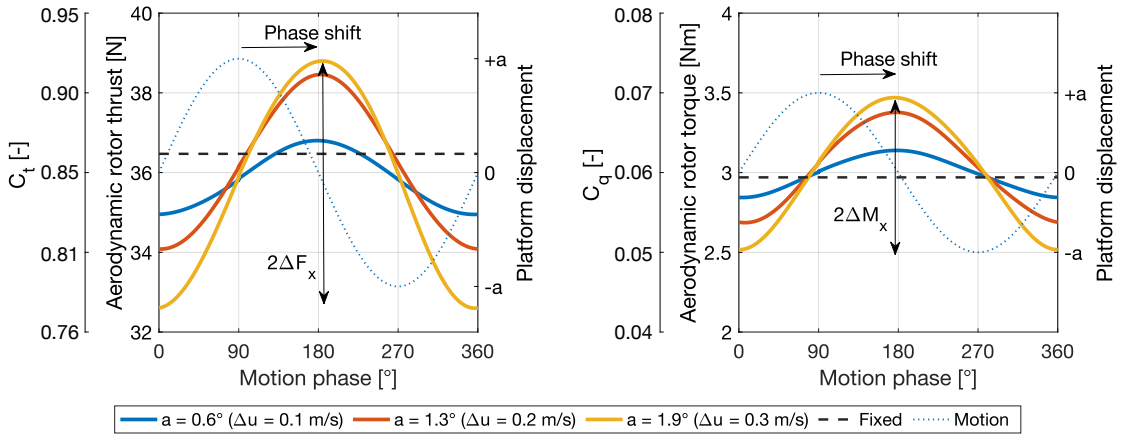 0.95
0.90
0.85
0.81
0.76
C_t [-]
Aerodynamic rotor thrust [N]
40
38
36
34
32
Phase shift
2ΔF_x
+a
0
-a
Platform displacement
0 90 180 270 360
Motion phase [°]
0.08
0.07
0.06
0.05
0.04
C_q [-]
Aerodynamic rotor torque [Nm]
4
3.5
3
2.5
2
Phase shift
2ΔM_x
+a
0
-a
Platform displacement
0 90 180 270 360
Motion phase [°]
a = 0.6° (Δu = 0.1 m/s) a = 1.3° (Δu = 0.2 m/s) a = 1.9° (Δu = 0.3 m/s) Fixed Motion